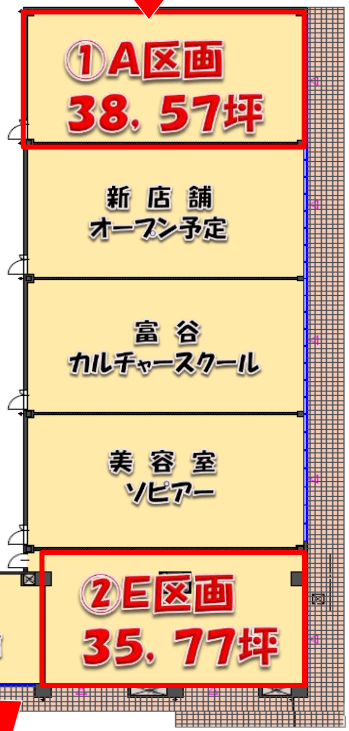 ①A区画
38．57坪
新店舗
オープン予定
富谷
カルチャースクール
美容室
ソピアー
②E区画
35．77坪